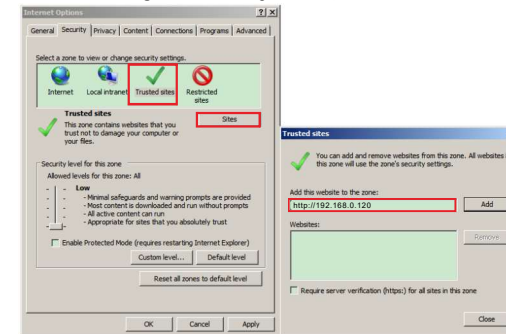 Internet Options
General Security Privacy Content Connections Programs Advanced
Select a zone to view or change security settings.
Internet Local intranet Trusted sites Restricted sites
Trusted sites
This zone contains websites that you
trust not to damage your computer or
your files.
Sites
Security level for this zone
Allowed levels for this zone: All
Low
- Minimal safeguards and warning prompts are provided
- Most content is downloaded and run without prompts
- All active content can run
- Appropriate for sites that you absolutely trust
Enable Protected Mode (requires restarting Internet Explorer)
Custom level... Default level
Reset all zones to default level
OK Cancel Apply
Trusted sites
You can add and remove websites from this zone. All websites in
this zone will use the zone's security settings.
Add this website to the zone:
http://192.168.0.120 Add
Websites:
Remove
Require server verification (https:) for all sites in this zone
Close